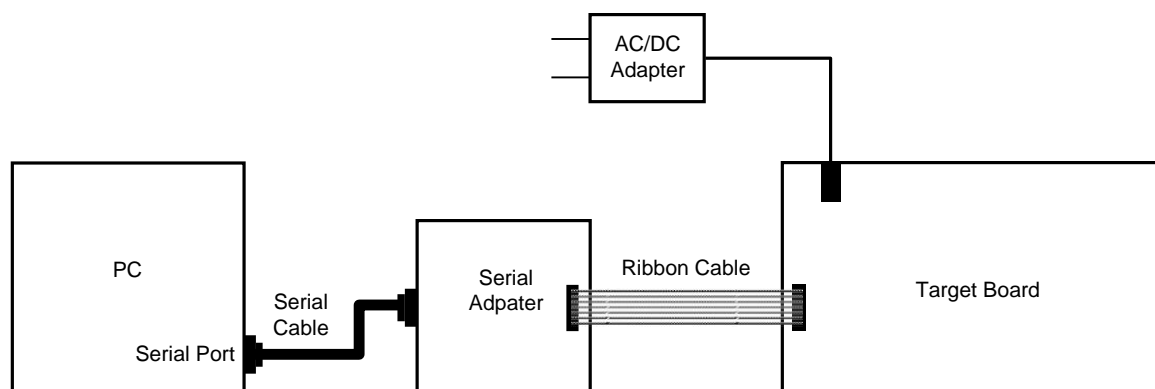 AC/DC
Adapter
PC
Serial
Cable
Serial Port
Serial
Adpater
Ribbon Cable
Target Board